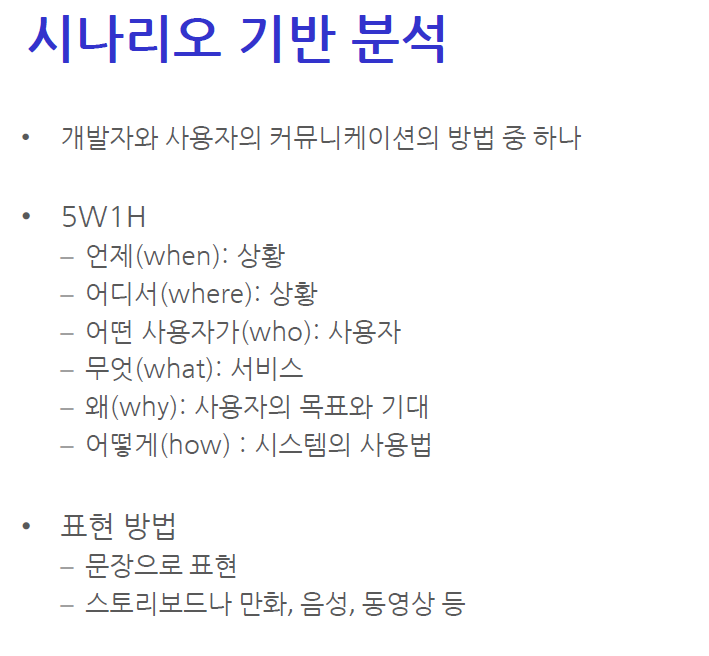 시나리오 기반 분석
• 개발자와 사용자의 커뮤니케이션의 방법 중 하나
• 5W1H
– 언제(when): 상황
– 어디서(where): 상황
– 어떤 사용자가(who): 사용자
– 무엇(what): 서비스
– 왜(why): 사용자의 목표와 기대
– 어떻게(how) : 시스템의 사용법
• 표현 방법
– 문장으로 표현
– 스토리보드나 만화, 음성, 동영상 등